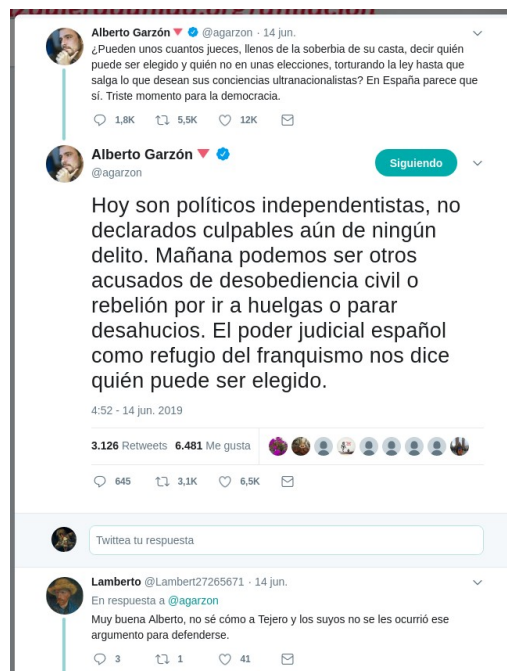 Alberto Garzón @agarzon · 14 jun.
¿Pueden unos cuantos jueces, llenos de la soberbia de su casta, decir quién
puede ser elegido y quién no en unas elecciones, torturando la ley hasta que
salga lo que desean sus conciencias ultranacionalistas? En España parece que
sí. Triste momento para la democracia.
1,8K 5,5K 12K
Alberto Garzón
@agarzon
Siguiendo
Hoy son políticos independentistas, no
declarados culpables aún de ningún
delito. Mañana podemos ser otros
acusados de desobediencia civil o
rebelión por ir a huelgas o parar
desahucios. El poder judicial español
como refugio del franquismo nos dice
quién puede ser elegido.
4:52 - 14 jun. 2019
3.126 Retweets 6.481 Me gusta
645 3,1K 6,5K
Twittea tu respuesta
Lamberto @Lambert27265671 · 14 jun.
En respuesta a @agarzon
Muy buena Alberto, no sé cómo a Tejero y los suyos no se les ocurrió ese
argumento para defenderse.
3 1 41